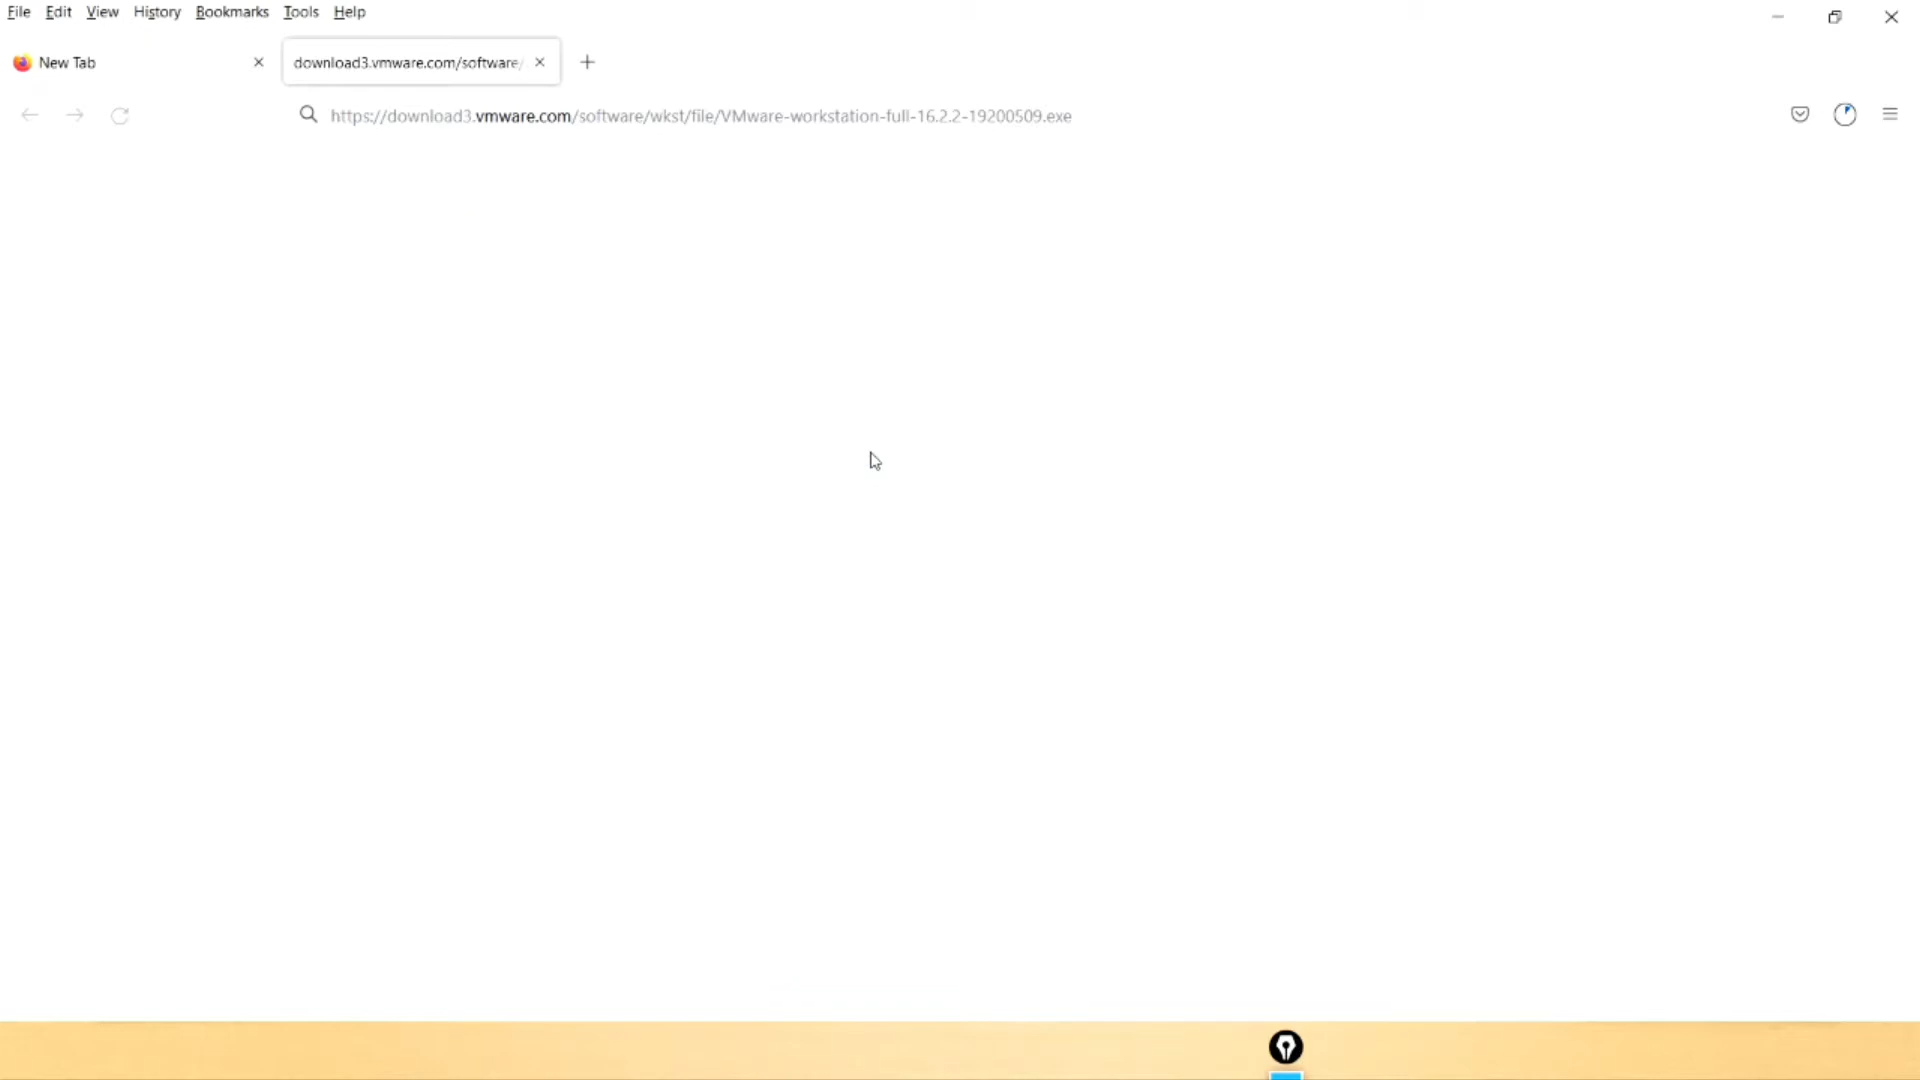 File Edit View History Bookmarks Tools Help
New Tab
download3.vmware.com/software/
https://download3.vmware.com/software/wkst/file/VMware-workstation-full-16.2.2-19200509.exe